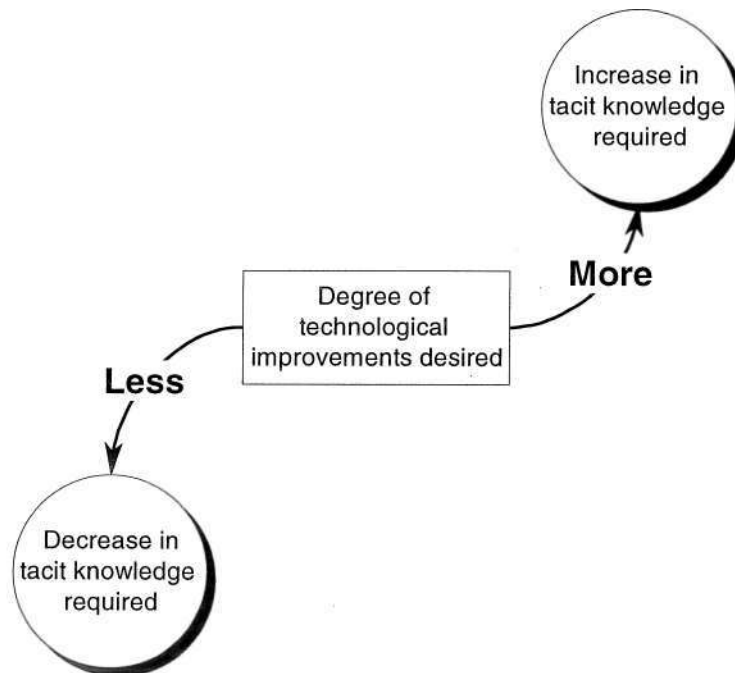 Increase in
tacit knowledge
required
More
Degree of
technological
improvements desired
Less
Decrease in
tacit knowledge
required